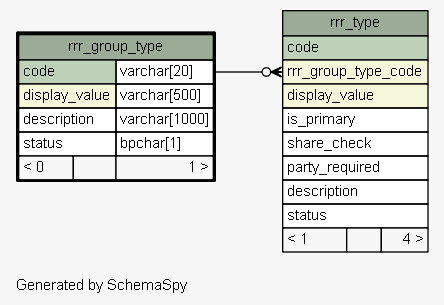 rrr_group_type
code varchar[20]
display_value varchar[500]
description varchar[1000]
status bpchar[1]
< 0 1 >
rrr_type
code
rrr_group_type_code
display_value
is_primary
share_check
party_required
description
status
< 1 4 >
Generated by SchemaSpy